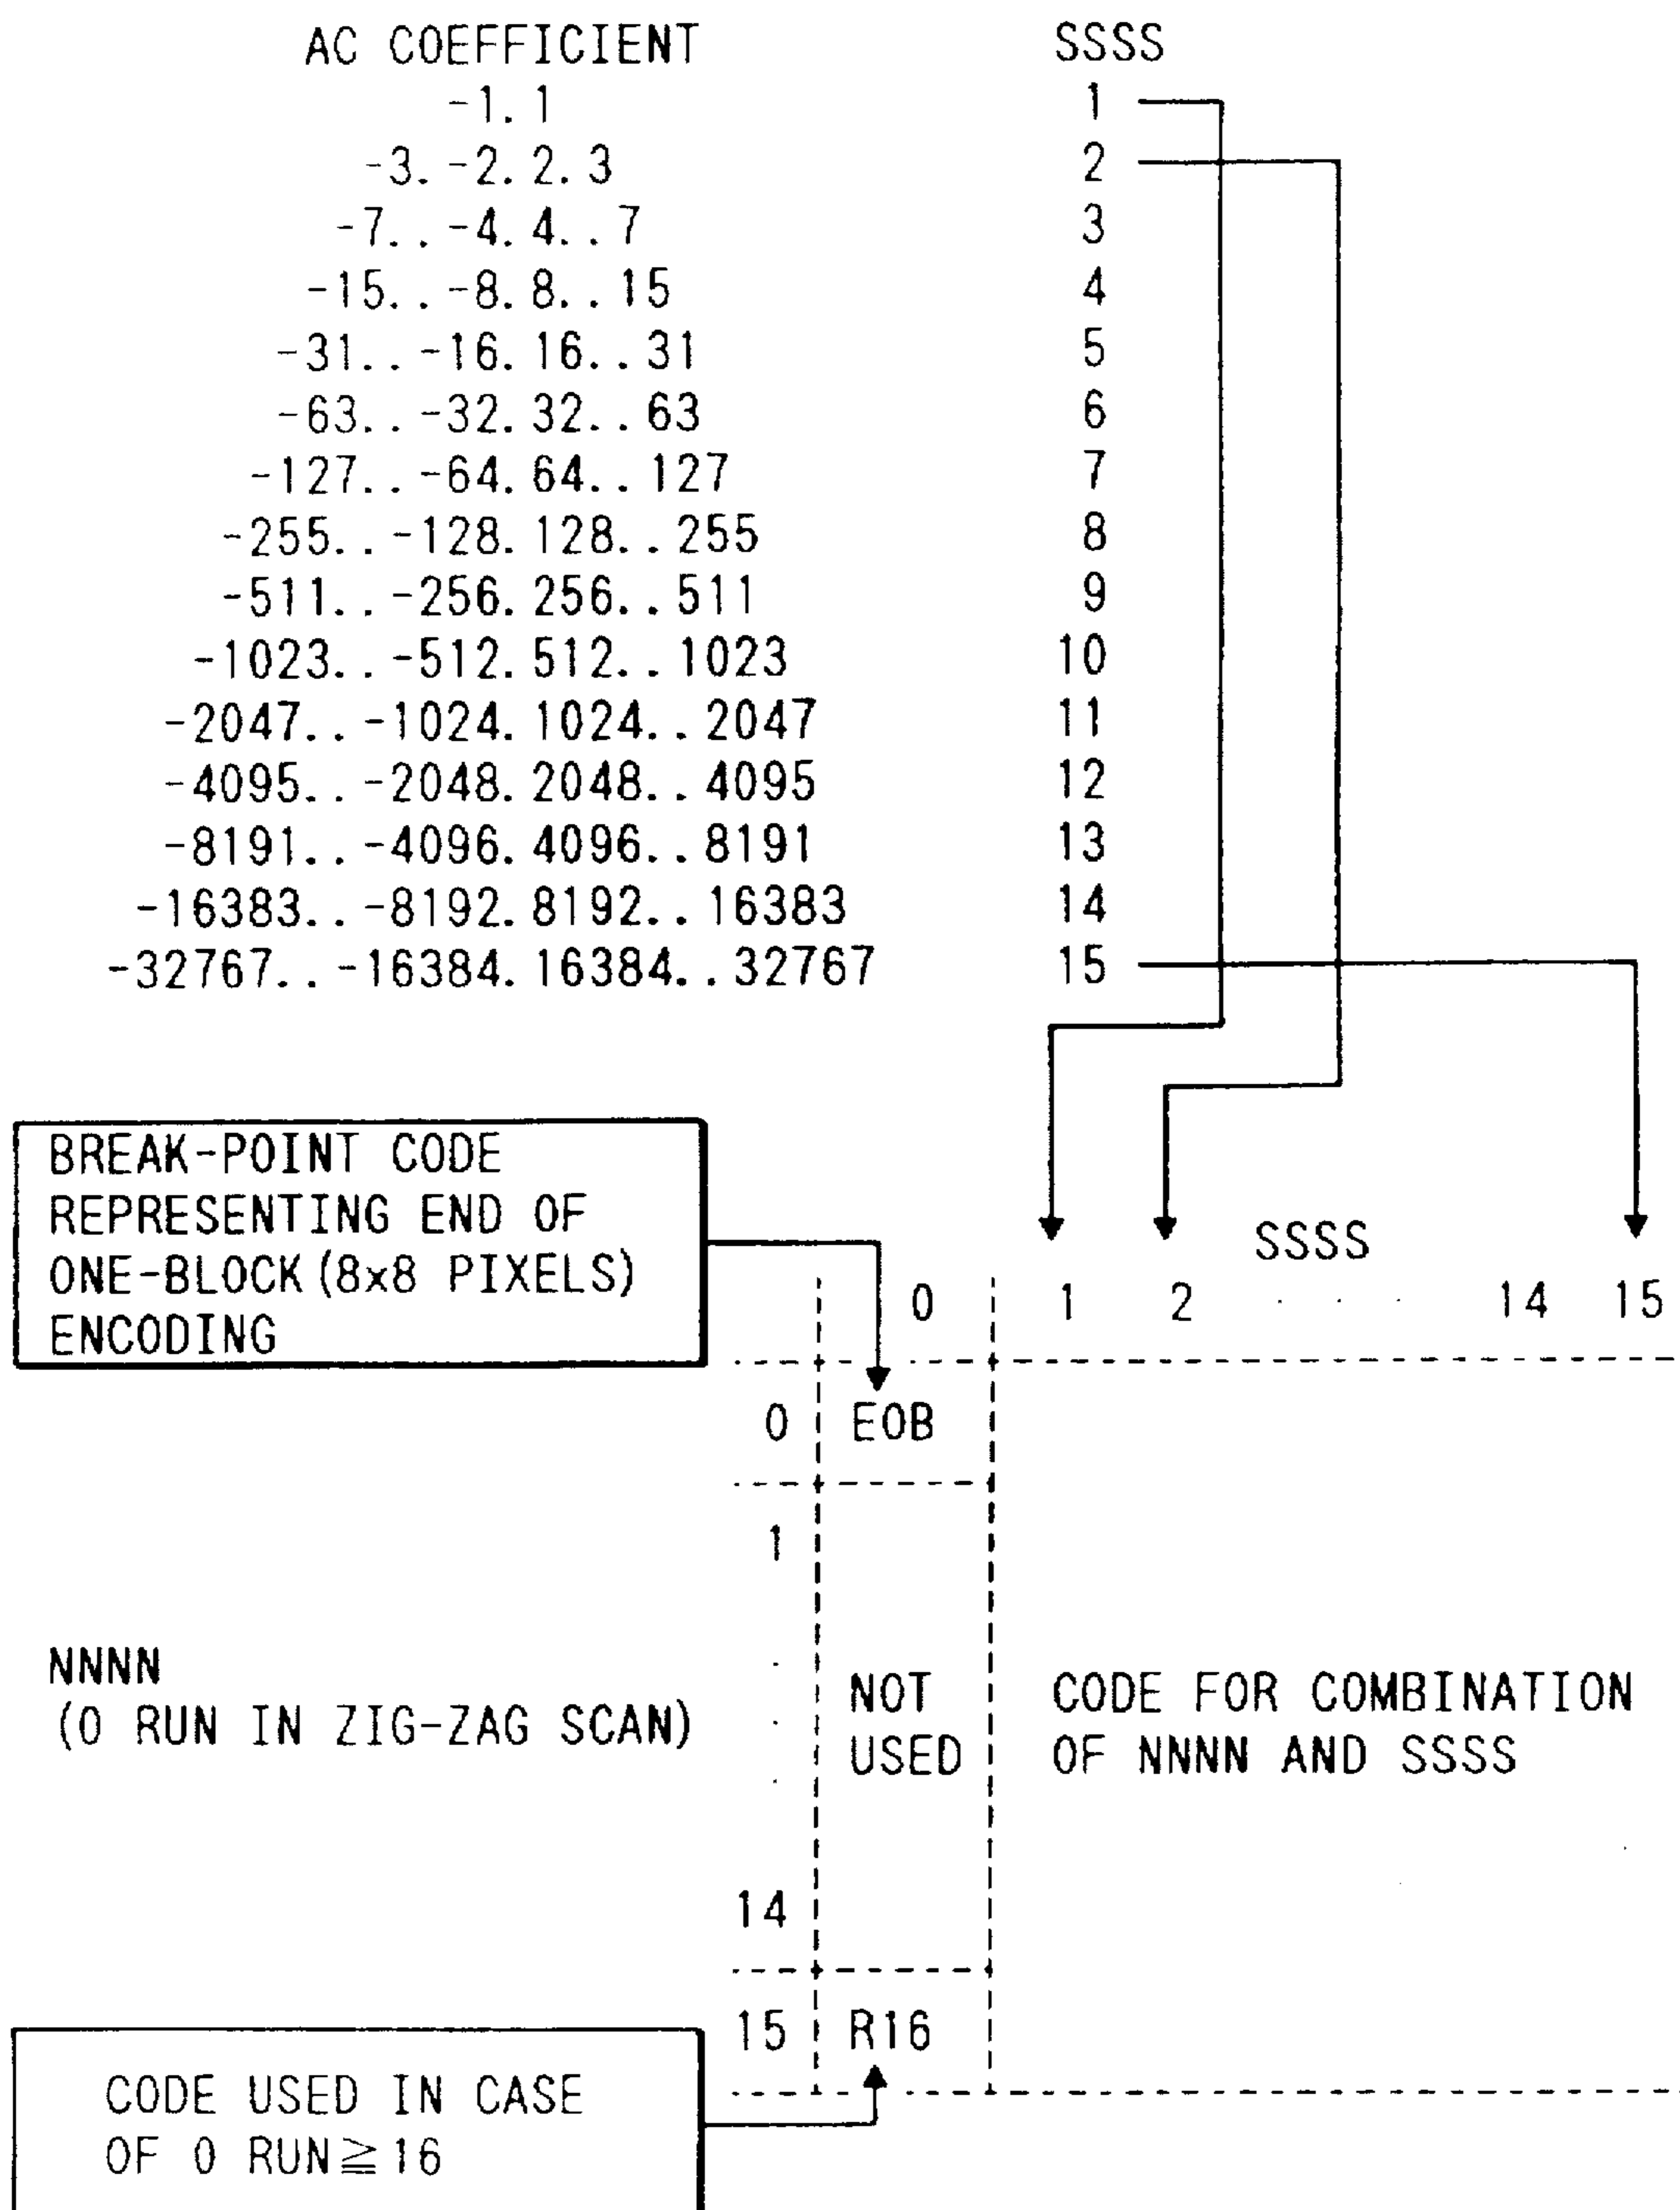 AC COEFFICIENT SSSS
-1. 1 1
-3. -2. 2. 3 2
-7.. -4. 4.. 7 3
-15.. -8. 8.. 15 4
-31.. -16. 16.. 31 5
-63.. -32. 32.. 63 6
-127.. -64. 64.. 127 7
-255.. -128. 128.. 255 8
-511.. -256. 256.. 511 9
-1023.. -512. 512.. 1023 10
-2047.. -1024. 1024.. 2047 11
-4095.. -2048. 2048.. 4095 12
-8191.. -4096. 4096.. 8191 13
-16383.. -8192. 8192.. 16383 14
-32767.. -16384. 16384.. 32767 15
BREAK-POINT CODE
REPRESENTING END OF
ONE-BLOCK (8x8 PIXELS)
ENCODING
SSSS
0 1 2 . . . 14 15
0 EOB
1
.
.
.
14
15 R16
NNNN
(0 RUN IN ZIG-ZAG SCAN)
NOT
USED
CODE FOR COMBINATION
OF NNNN AND SSSS
CODE USED IN CASE
OF 0 RUN≧16